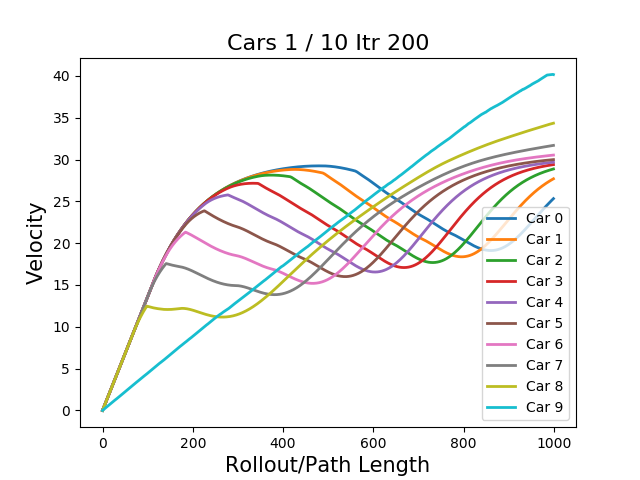 Cars 1 / 10 Itr 200
Velocity
40
35
30
25
20
15
10
5
0
Car 0
Car 1
Car 2
Car 3
Car 4
Car 5
Car 6
Car 7
Car 8
Car 9
0 200 400 600 800 1000
Rollout/Path Length